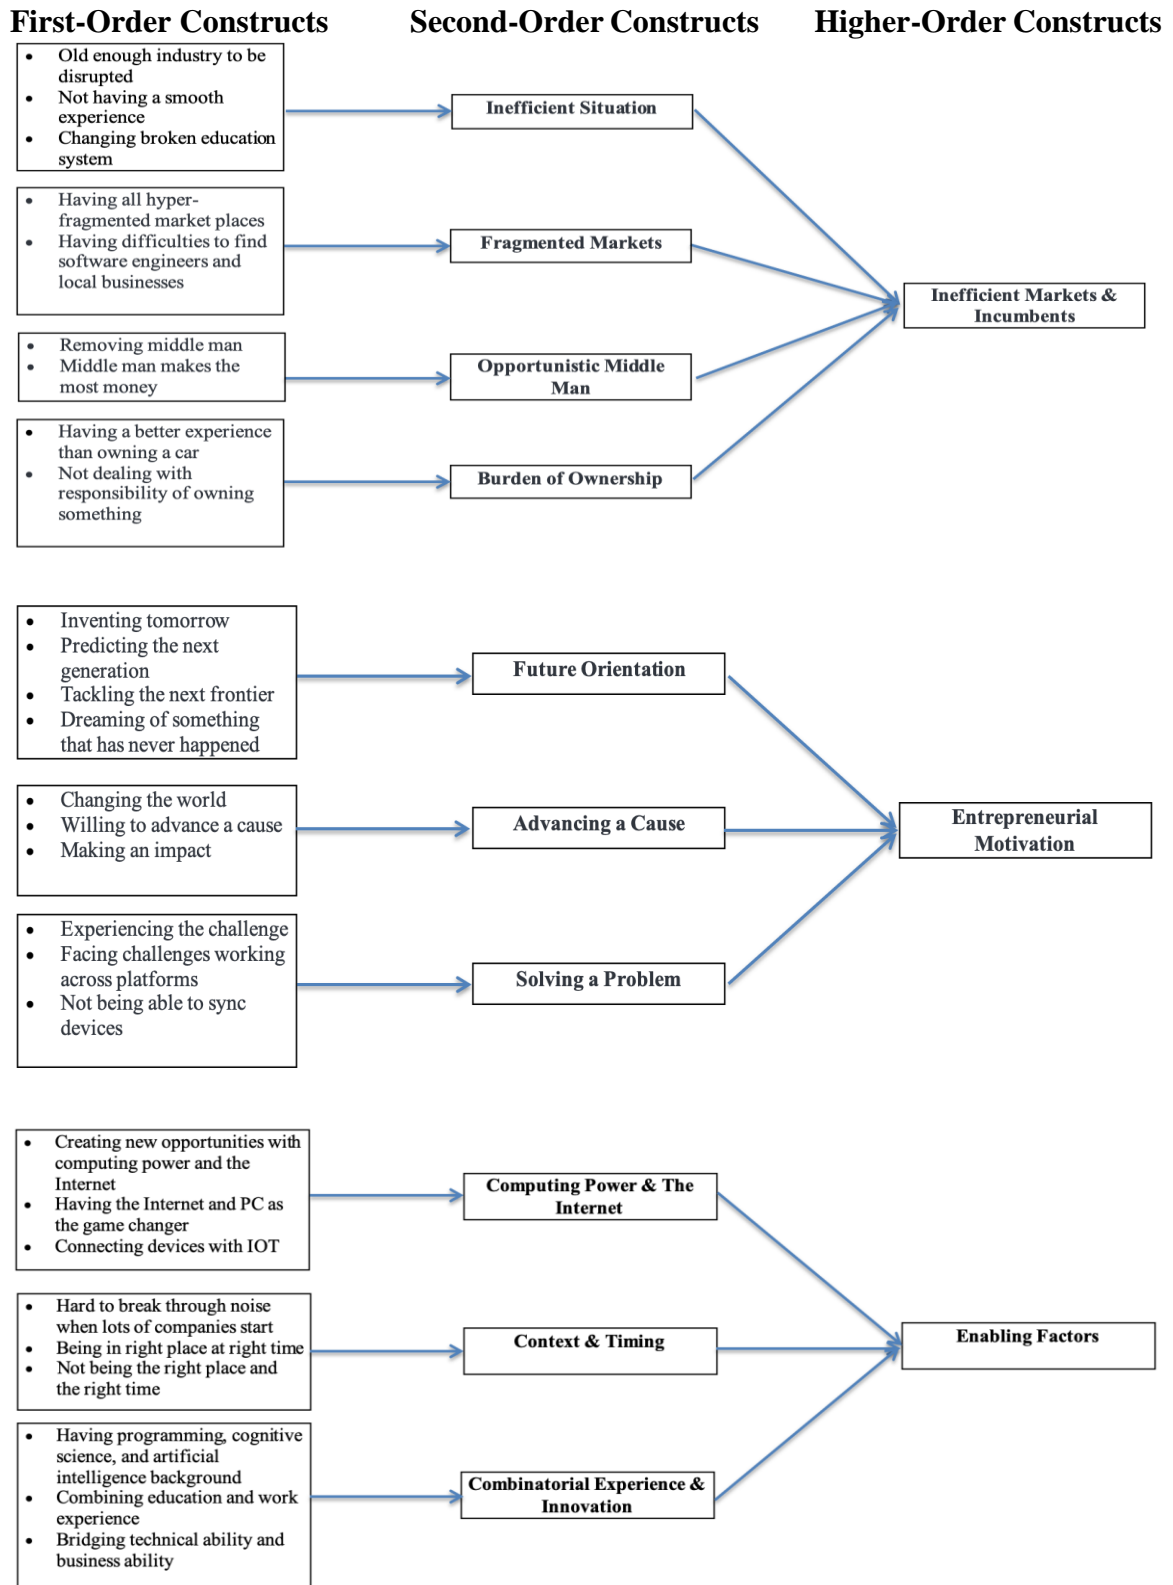 First-Order Constructs
Second-Order Constructs
Higher-Order Constructs
• Old enough industry to be
disrupted
• Not having a smooth
experience
• Changing broken education
system
Inefficient Situation
• Having all hyper-
fragmented market places
• Having difficulties to find
software engineers and
local businesses
Fragmented Markets
• Removing middle man
• Middle man makes the
most money
Opportunistic Middle
Man
• Having a better experience
than owning a car
• Not dealing with
responsibility of owning
something
Burden of Ownership
Inefficient Markets &
Incumbents
• Inventing tomorrow
• Predicting the next
generation
• Tackling the next frontier
• Dreaming of something
that has never happened
Future Orientation
• Changing the world
• Willing to advance a cause
• Making an impact
Advancing a Cause
• Experiencing the challenge
• Facing challenges working
across platforms
• Not being able to sync
devices
Solving a Problem
Entrepreneurial
Motivation
• Creating new opportunities with
computing power and the
Internet
• Having the Internet and PC as
the game changer
• Connecting devices with IOT
Computing Power & The
Internet
• Hard to break through noise
when lots of companies start
• Being in right place at right time
• Not being the right place and
the right time
Context & Timing
• Having programming, cognitive
science, and artificial
intelligence background
• Combining education and work
experience
• Bridging technical ability and
business ability
Combinatorial Experience &
Innovation
Enabling Factors